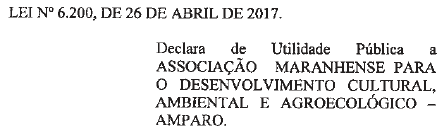 LEI Nº 6.200, DE 26 DE ABRIL DE 2017.
Declara de Utilidade Pública a
ASSOCIAÇÃO MARANHENSE PARA
O DESENVOLVIMENTO CULTURAL,
AMBIENTAL E AGROECOLÓGICO –
AMPARO.